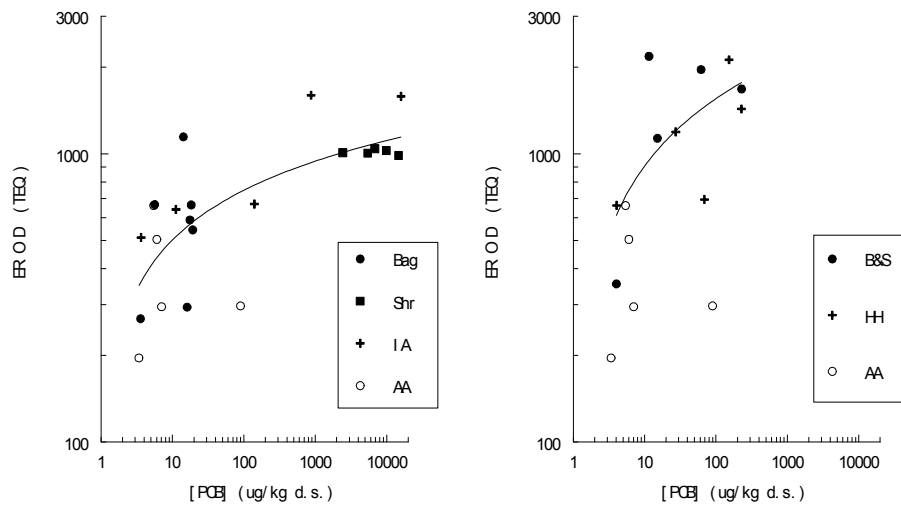 3000
1000
100
EROD (TEQ)
Bag
Shr
IA
AA
1 10 100 1000 10000
[PCB] (ug/kg d.s.)
3000
1000
100
EROD (TEQ)
B&S
HH
AA
1 10 100 1000 10000
[PCB] (ug/kg d.s.)